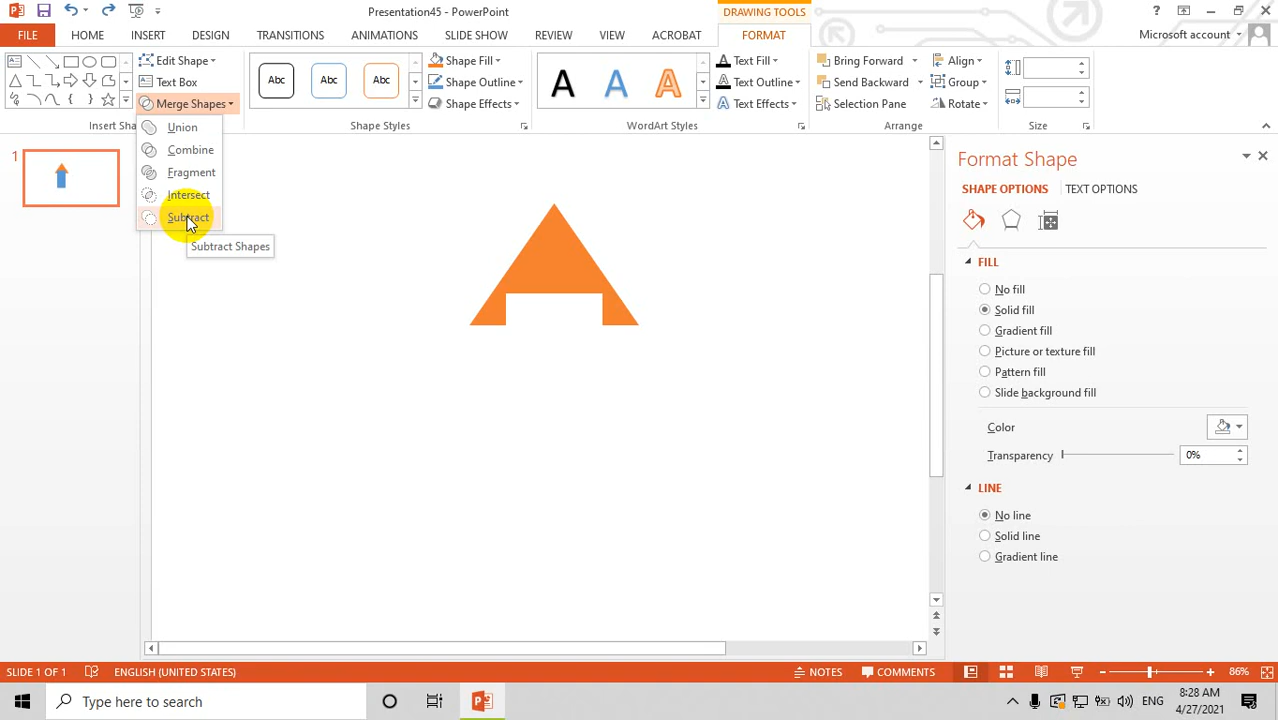 Presentation45 - PowerPoint
DRAWING TOOLS
?
FILE HOME INSERT DESIGN TRANSITIONS ANIMATIONS SLIDE SHOW REVIEW VIEW ACROBAT FORMAT
Microsoft account
Edit Shape
Text Box
Merge Shapes
Abc Abc Abc
Shape Fill
Shape Outline
Shape Effects
A A A
Text Fill
Text Outline
Text Effects
Bring Forward
Send Backward
Selection Pane
Align
Group
Rotate
Insert Sha
Shape Styles
WordArt Styles
Arrange
Size
Union
Combine
Fragment
Intersect
Subtract
Subtract Shapes
1
Format Shape
SHAPE OPTIONS TEXT OPTIONS
FILL
No fill
Solid fill
Gradient fill
Picture or texture fill
Pattern fill
Slide background fill
Color
Transparency 0%
LINE
No line
Solid line
Gradient line
SLIDE 1 OF 1 ENGLISH (UNITED STATES) NOTES COMMENTS 86%
Type here to search
ENG
8:28 AM
4/27/2021